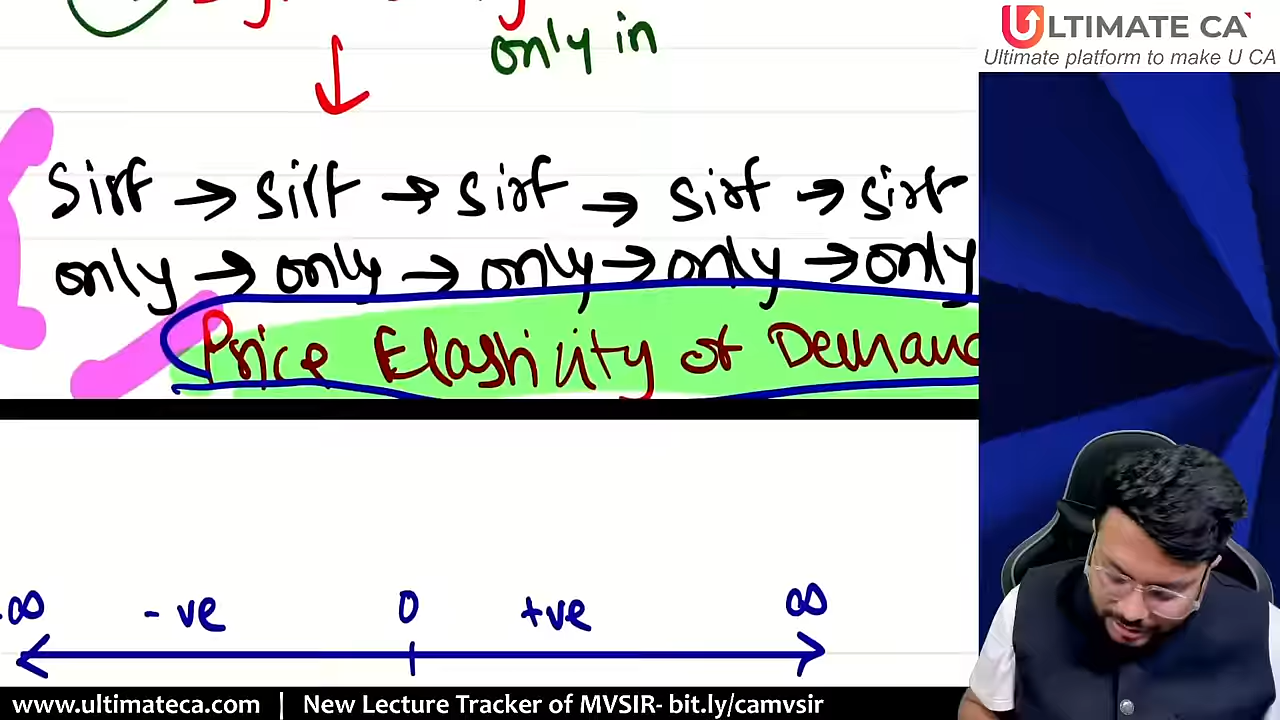 only in
Sirf → Sirf → Sirf → Sirf → Sirf
only → only → only → only → only
Price Elasticity of Demand
-∞ -ve 0 +ve ∞
ULTIMATE CA
Ultimate platform to make U CA
www.ultimateca.com | New Lecture Tracker of MVSIR- bit.ly/camvsir